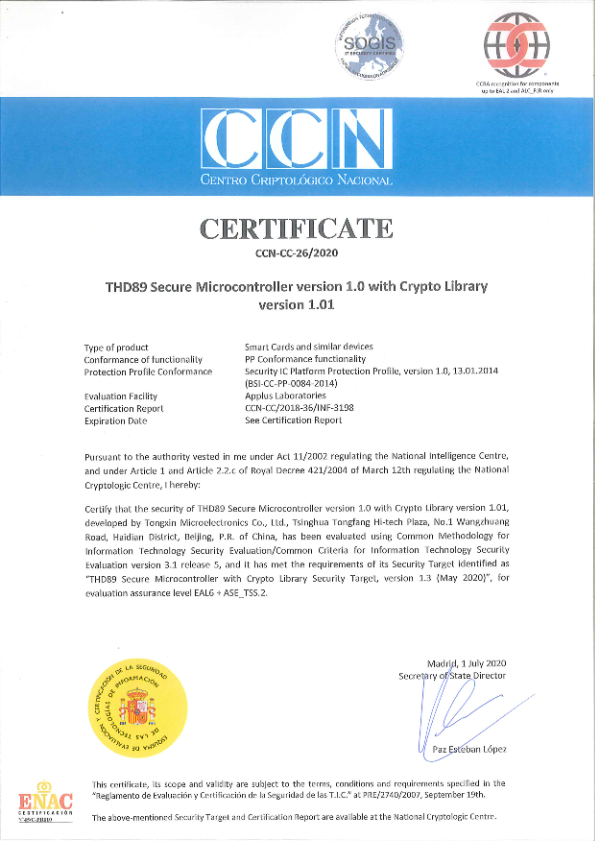 sogis
CCRA recognition for components
up to EAL 2 and ALC_FLR only
CCN
CENTRO CRIPTOLÓGICO NACIONAL
CERTIFICATE
CCN-CC-26/2020
THD89 Secure Microcontroller version 1.0 with Crypto Library
version 1.01
Type of product Smart Cards and similar devices
Conformance of functionality PP Conformance functionality
Protection Profile Conformance Security IC Platform Protection Profile, version 1.0, 13.01.2014
(BSI-CC-PP-0084-2014)
Evaluation Facility Applus Laboratories
Certification Report CCN-CC/2018-36/INF-3198
Expiration Date See Certification Report
Pursuant to the authority vested in me under Act 11/2002 regulating the National Intelligence Centre,
and under Article 1 and Article 2.2.c of Royal Decree 421/2004 of March 12th regulating the National
Cryptologic Centre, I hereby:
Certify that the security of THD89 Secure Microcontroller version 1.0 with Crypto Library version 1.01,
developed by Tongxin Microelectronics Co., Ltd., Tsinghua Tongfang Hi-tech Plaza, No.1 Wangzhuang
Road, Haidian District, Beijing, P.R. of China, has been evaluated using Common Methodology for
Information Technology Security Evaluation/Common Criteria for Information Technology Security
Evaluation version 3.1 release 5, and it has met the requirements of its Security Target identified as
“THD89 Secure Microcontroller with Crypto Library Security Target, version 1.3 (May 2020)”, for
evaluation assurance level EAL6 + ASE_TSS.2.
Madrid, 1 July 2020
Secretary of State Director
Paz Esteban López
ESQUEMA DE EVALUACIÓN Y CERTIFICACIÓN DE LA SEGURIDAD
DE LAS TECNOLOGÍAS DE INFORMACIÓN
ENAC
CERTIFICACIÓN
This certificate, its scope and validity are subject to the terms, conditions and requirements specified in the
“Reglamento de Evaluación y Certificación de la Seguridad de las T.I.C.” at PRE/2740/2007, September 19th.
The above-mentioned Security Target and Certification Report are available at the National Cryptologic Centre.